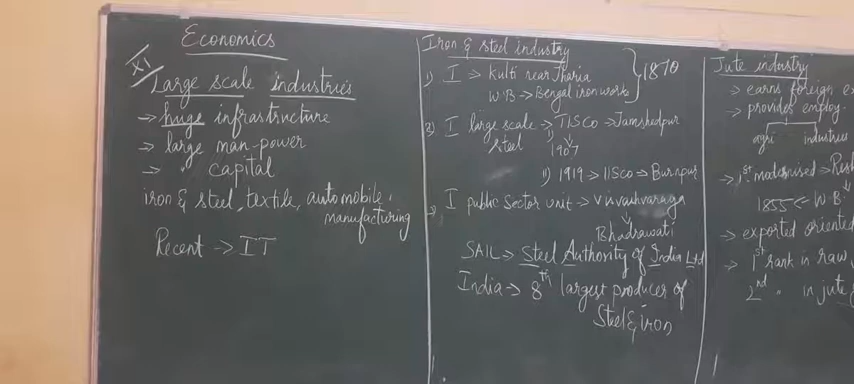 Economics
XI
Large scale industries
→ huge infrastructure
→ large man-power
→ " capital
iron & steel, textile, automobile.
manufacturing
Recent → IT
Iron & steel industry
1) I → Kulti near Jharia
W.B → Bengal iron work
} 1870
2) I large scale → TISCO → Jamshedpur
steel
i)
1907
ii) 1919 → IISCO → Burnpur
I public sector unit →
Bhadrawati
SAIL → Steel Authority of India Ltd
India → 8th largest producer of
Steel & iron
Jute industry
→ earns foreign
→ provides employ.
agri industries
→ 1st modernised →
1855 ← W.B
→ exported oriented
→ 1st rank in raw
2nd " in jute